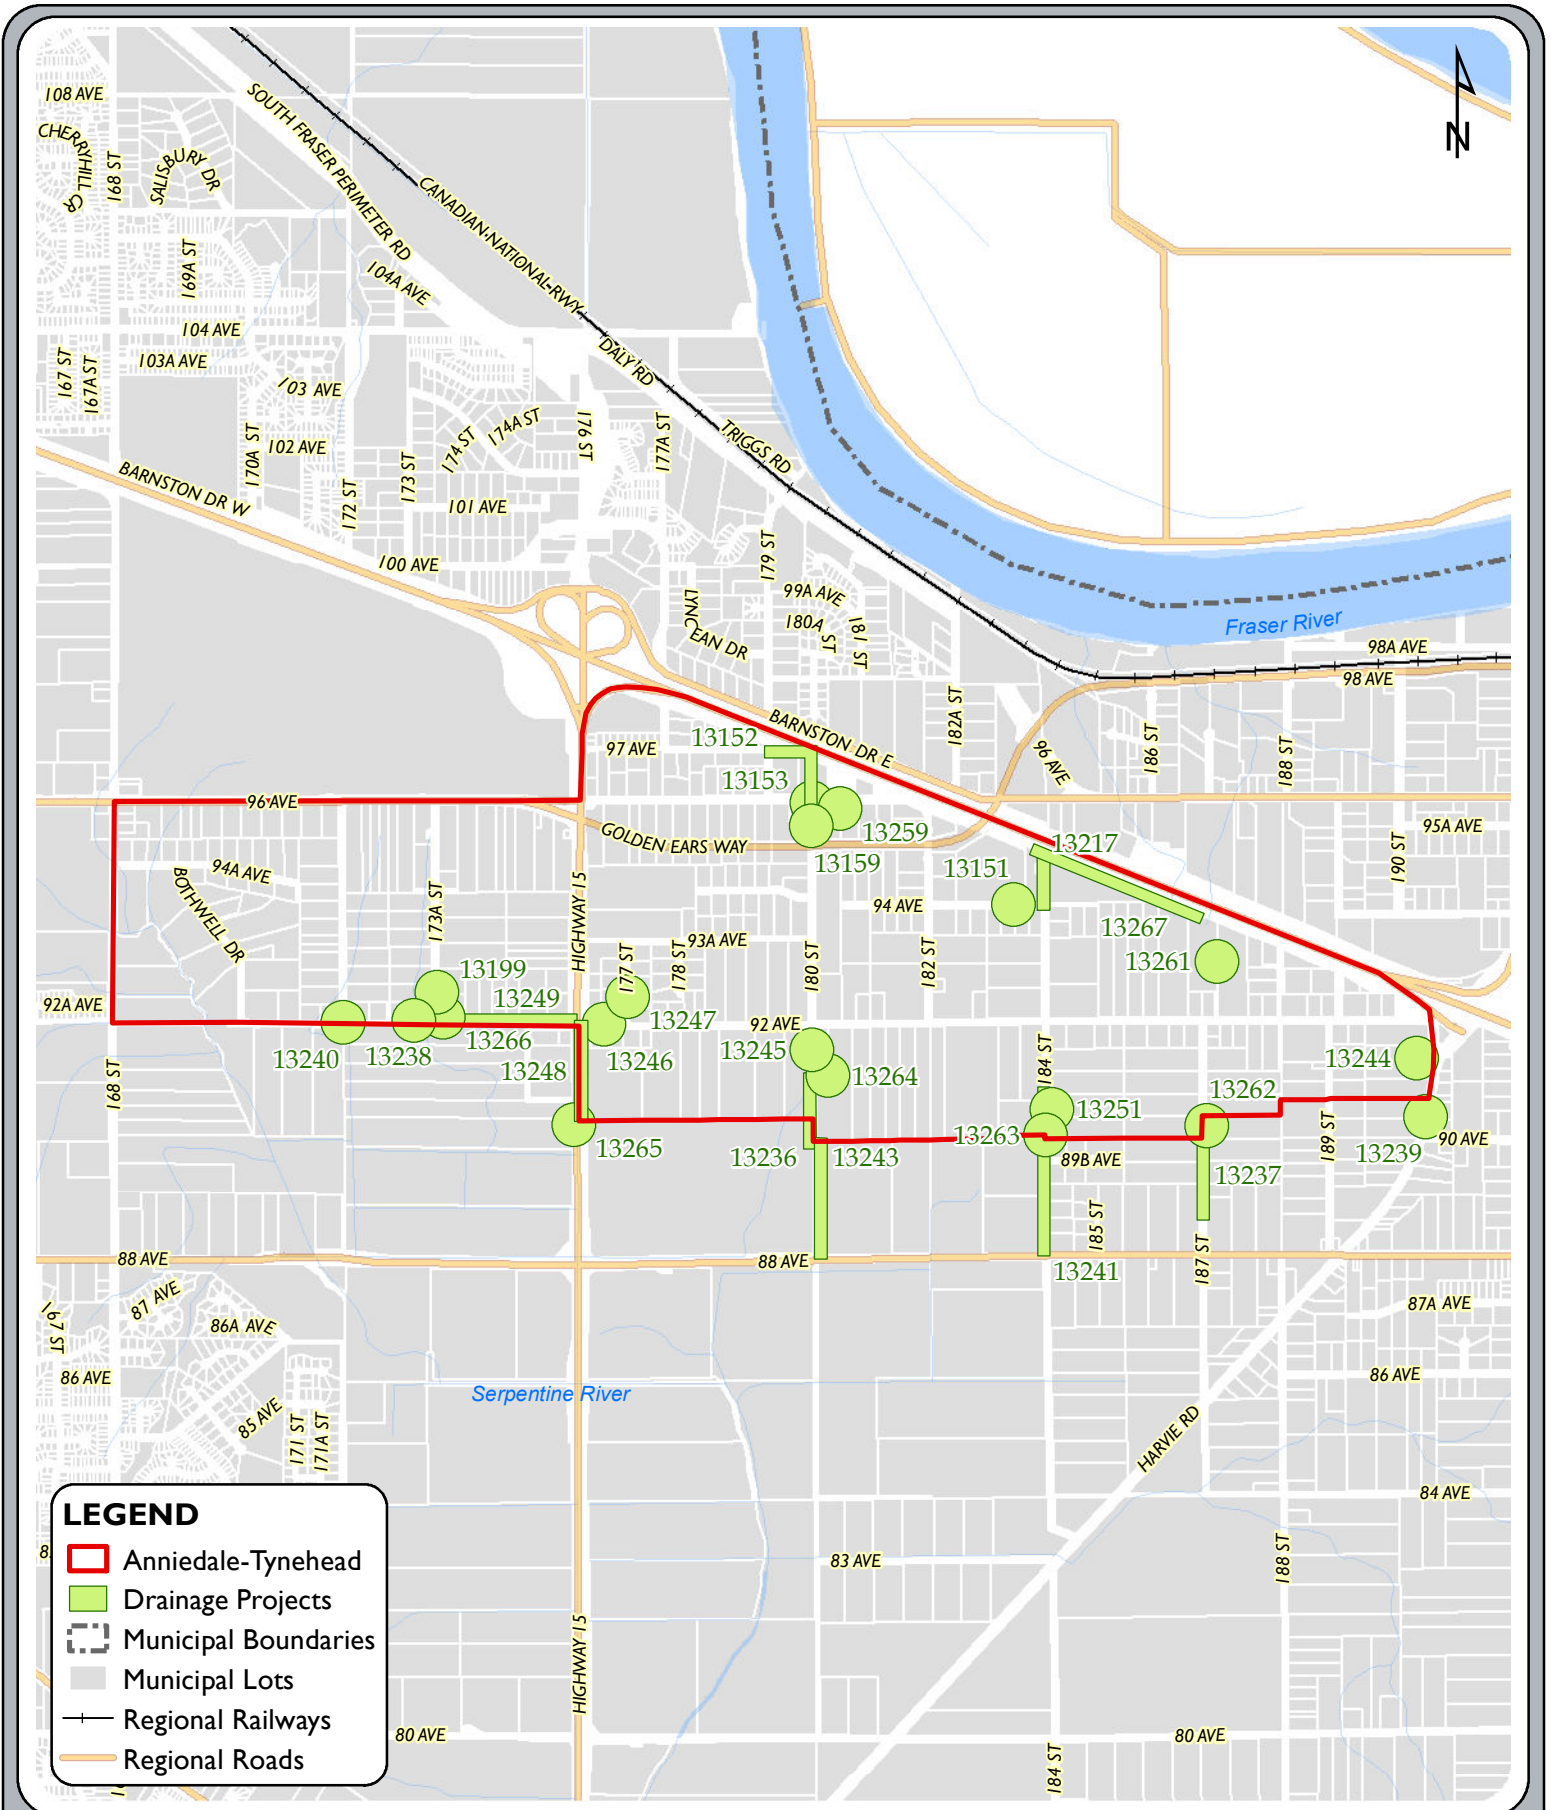 108 AVE
CHERRYHILL CR
168 ST
SALISBURY DR
SOUTH FRASER PERIMETER RD
CANADIAN NATIONAL RWY
N
169A ST
104A AVE
104 AVE
103A AVE
167 ST
167A ST
103 AVE
DALY RD
TRIGGS RD
176 ST
177A ST
174 ST
174A ST
170A ST
102 AVE
173 ST
172 ST
101 AVE
BARNSTON DR W
100 AVE
179 ST
99A AVE
180A ST
181 ST
LYNCEAN DR
Fraser River
98A AVE
98 AVE
182A ST
BARNSTON DR E
96 AVE
186 ST
188 ST
97 AVE
13152
13153
96 AVE
GOLDEN EARS WAY
13259
13159
13217
95A AVE
190 ST
94A AVE
BOTHWELL DR
173A ST
HIGHWAY 15
13151
94 AVE
13267
93A AVE
177 ST
178 ST
180 ST
182 ST
13261
13199
13249
92A AVE
13247
92 AVE
13240
13238
13266
13248
13246
13245
13264
184 ST
13244
168 ST
13262
13251
13263
13265
13236
13243
89B AVE
189 ST
13239
90 AVE
13237
185 ST
187 ST
88 AVE
88 AVE
13241
87 AVE
167 ST
86A AVE
87A AVE
86 AVE
86 AVE
Serpentine River
85 AVE
171 ST
171A ST
HARVIE RD
84 AVE
83 AVE
188 ST
HIGHWAY 15
80 AVE
80 AVE
184 ST
LEGEND
Anniedale-Tynehead
Drainage Projects
Municipal Boundaries
Municipal Lots
Regional Railways
Regional Roads